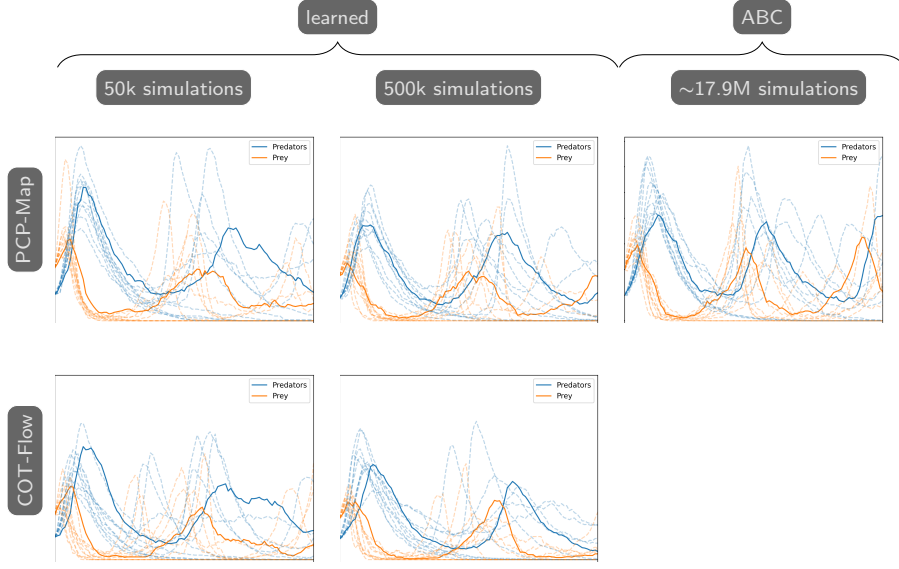 learned
ABC
50k simulations
500k simulations
~17.9M simulations
PCP-Map
Predators
Prey
Predators
Prey
Predators
Prey
COT-Flow
Predators
Prey
Predators
Prey